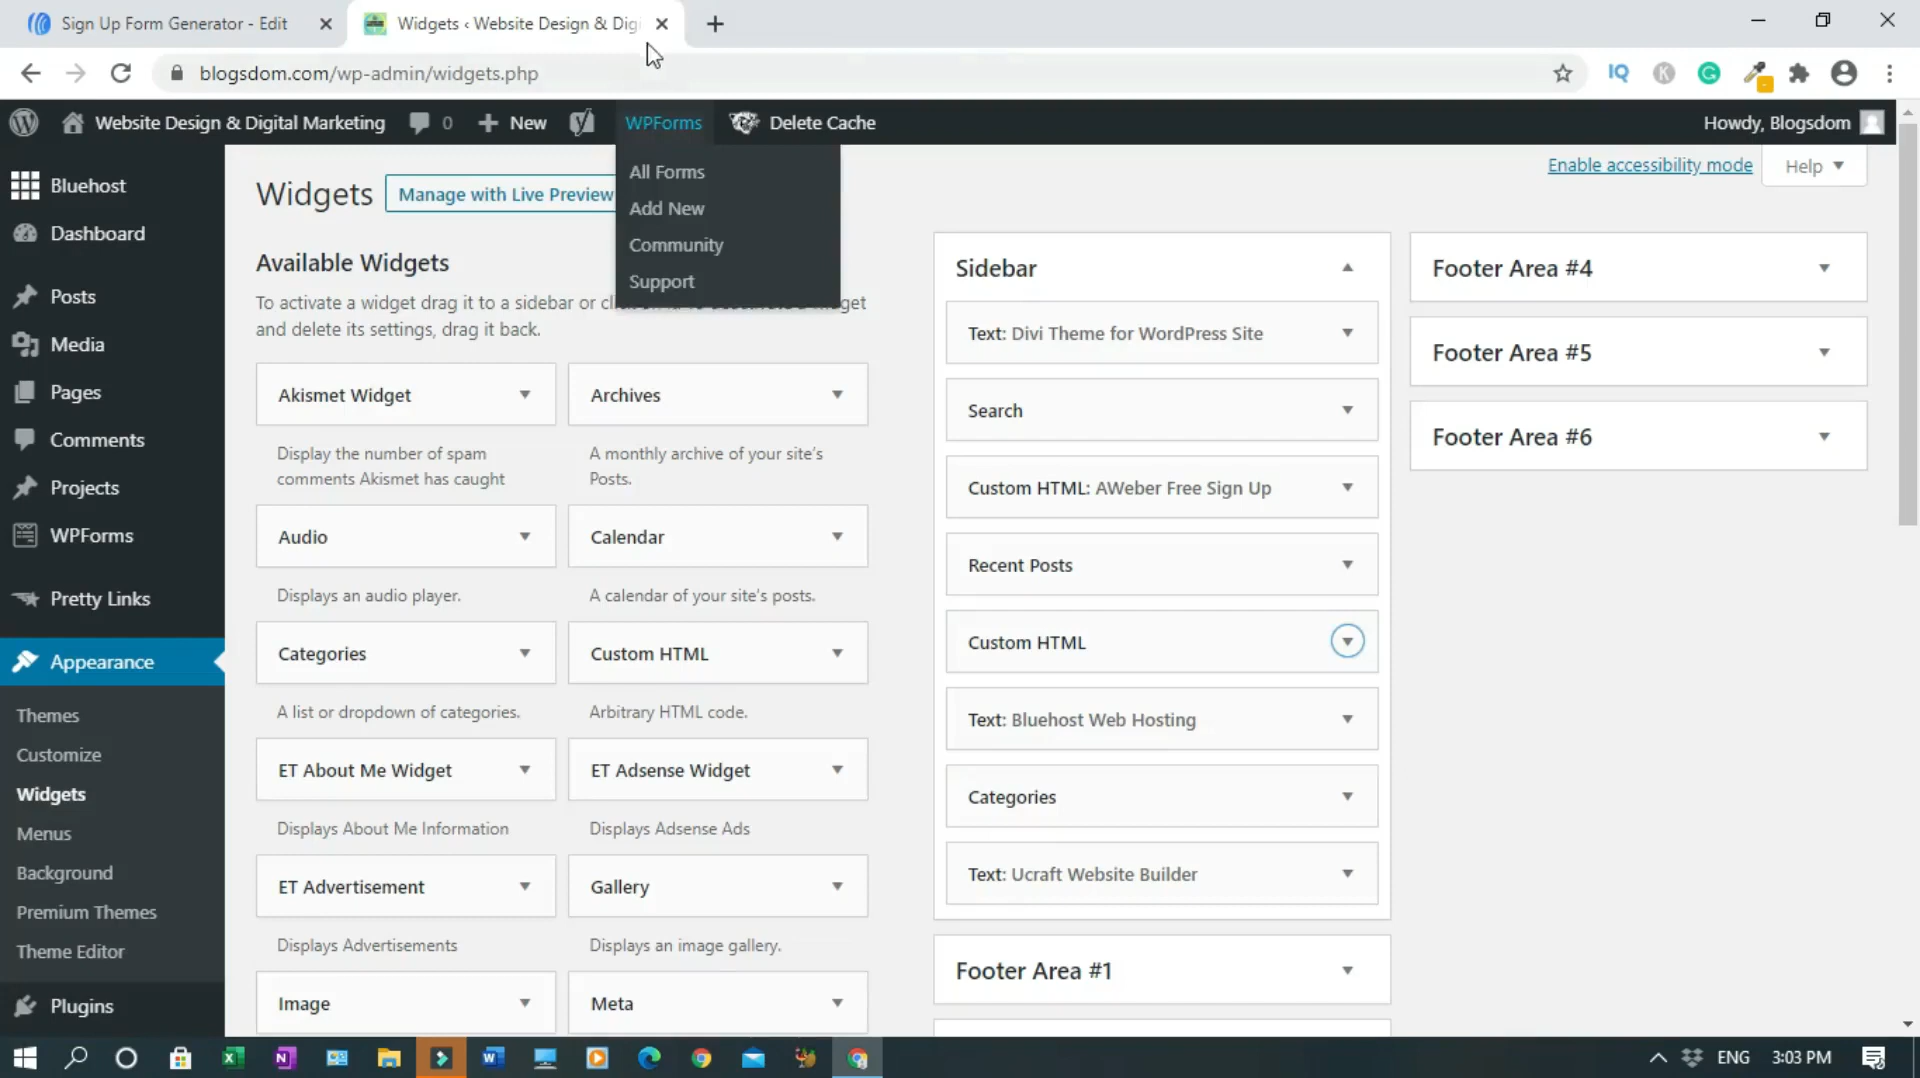 Sign Up Form Generator - Edit
Widgets ‹ Website Design & Digi
blogsdom.com/wp-admin/widgets.php
IQ
K
G
Website Design & Digital Marketing
0
New
WPForms
Delete Cache
Howdy, Blogsdom
All Forms
Add New
Community
Support
Enable accessibility mode
Help
Bluehost
Dashboard
Posts
Media
Pages
Comments
Projects
WPForms
Pretty Links
Appearance
Themes
Customize
Widgets
Menus
Background
Premium Themes
Theme Editor
Plugins
Widgets
Manage with Live Preview
Available Widgets
To activate a widget drag it to a sidebar or cli
get
and delete its settings, drag it back.
Akismet Widget
Archives
Display the number of spam
comments Akismet has caught
A monthly archive of your site's
Posts.
Audio
Calendar
Displays an audio player.
A calendar of your site's posts.
Categories
Custom HTML
A list or dropdown of categories.
Arbitrary HTML code.
ET About Me Widget
ET Adsense Widget
Displays About Me Information
Displays Adsense Ads
ET Advertisement
Gallery
Displays Advertisements
Displays an image gallery.
Image
Meta
Sidebar
Text: Divi Theme for WordPress Site
Search
Custom HTML: AWeber Free Sign Up
Recent Posts
Custom HTML
Text: Bluehost Web Hosting
Categories
Text: Ucraft Website Builder
Footer Area #1
Footer Area #4
Footer Area #5
Footer Area #6
ENG
3:03 PM